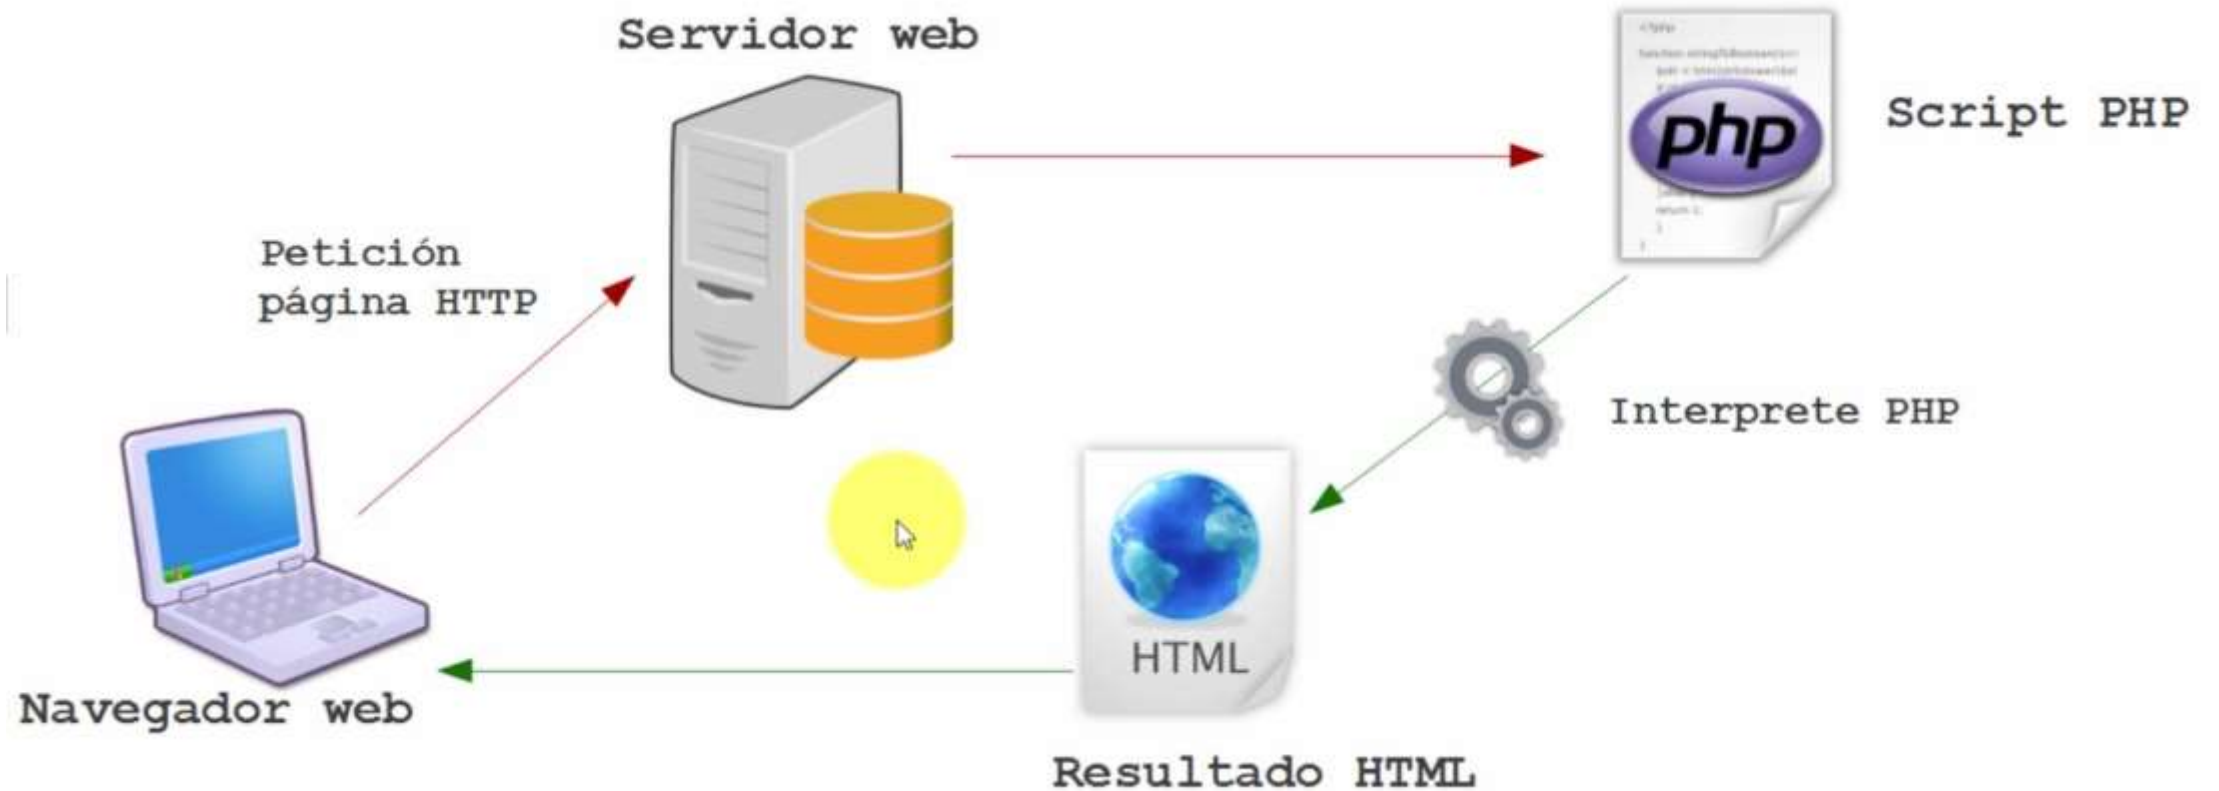 Servidor web
php
Script PHP
Petición
página HTTP
Interprete PHP
HTML
Navegador web
Resultado HTML